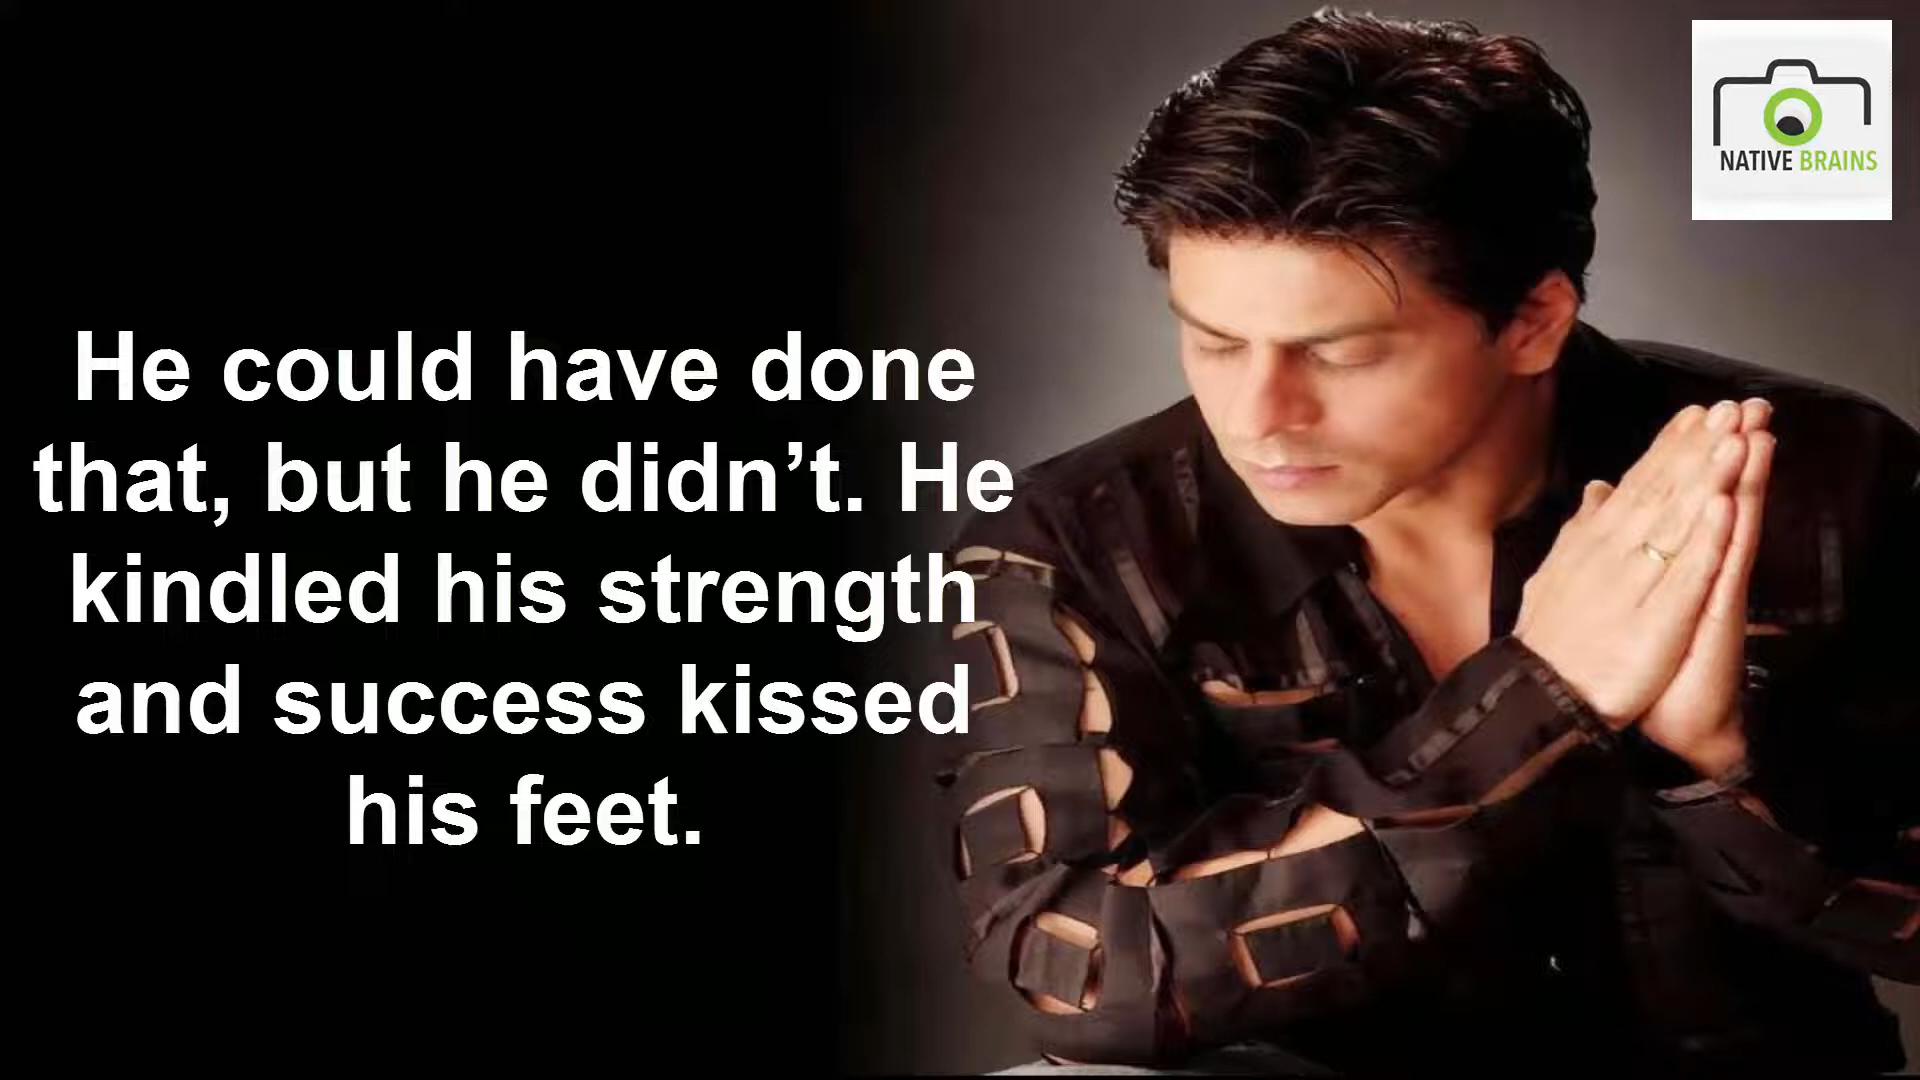 NATIVE BRAINS
He could have done
that, but he didn’t. He
kindled his strength
and success kissed
his feet.